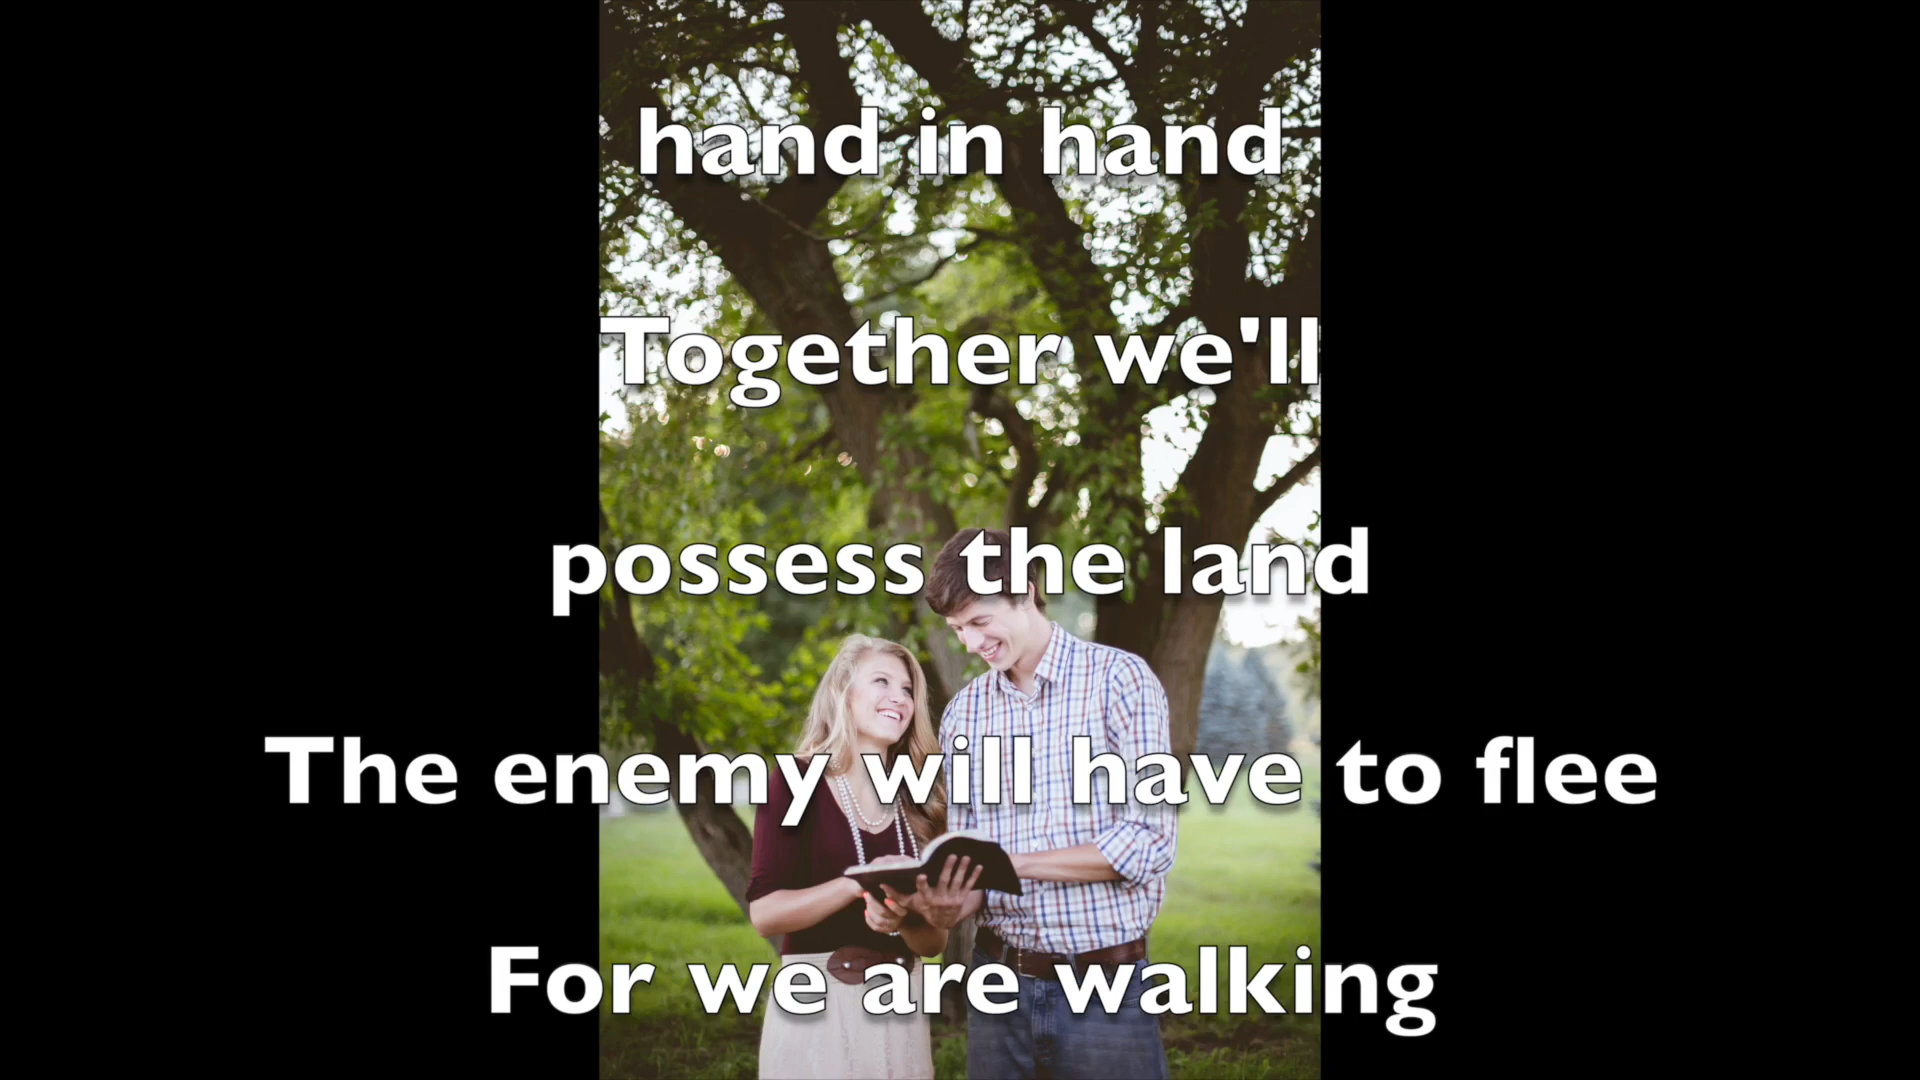 hand in hand
Together we'll
possess the land
The enemy will have to flee
For we are walking